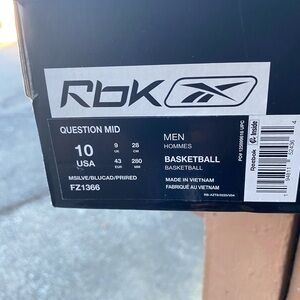 Rbk
QUESTION MID
10
USA
9
UK
28
CM
43
EUR
280
MM
MSILVE/BLUCAD/PRIRED
FZ1366
MEN
HOMMES
BASKETBALL
BASKETBALL
MADE IN VIETNAM
FABRIQUÉ AU VIETNAM
Reebok